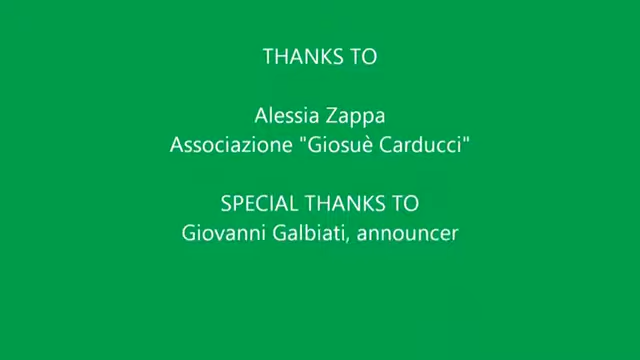 THANKS TO
Alessia Zappa
Associazione "Giosuè Carducci"
SPECIAL THANKS TO
Giovanni Galbiati, announcer